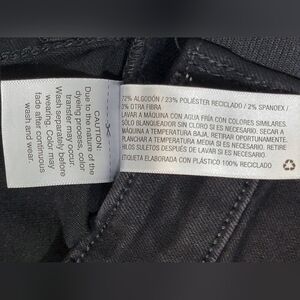 CAUTION:
Due to the nature of the
dyeing process, color
transfer may occur.
Wash separately before
wearing. Color may
fade after continuous
wash and wear.
72% ALGODÓN / 23% POLIÉSTER RECICLADO / 2% SPANDEX /
3% OTRA FIBRA
LAVAR A MÁQUINA CON AGUA FRÍA CON COLORES SIMILARES.
SÓLO BLANQUEADOR SIN CLORO SI ES NECESARIO. SECAR A
MÁQUINA A TEMPERATURA BAJA. RETIRAR OPORTUNAMENTE.
PLANCHAR A TEMPERATURA MEDIA SI ES NECESARIO. RETIRE
HILOS SUELTOS DESPUÉS DE LAVAR SI ES NECESARIO.
ETIQUETA ELABORADA CON PLÁSTICO 100% RECICLADO